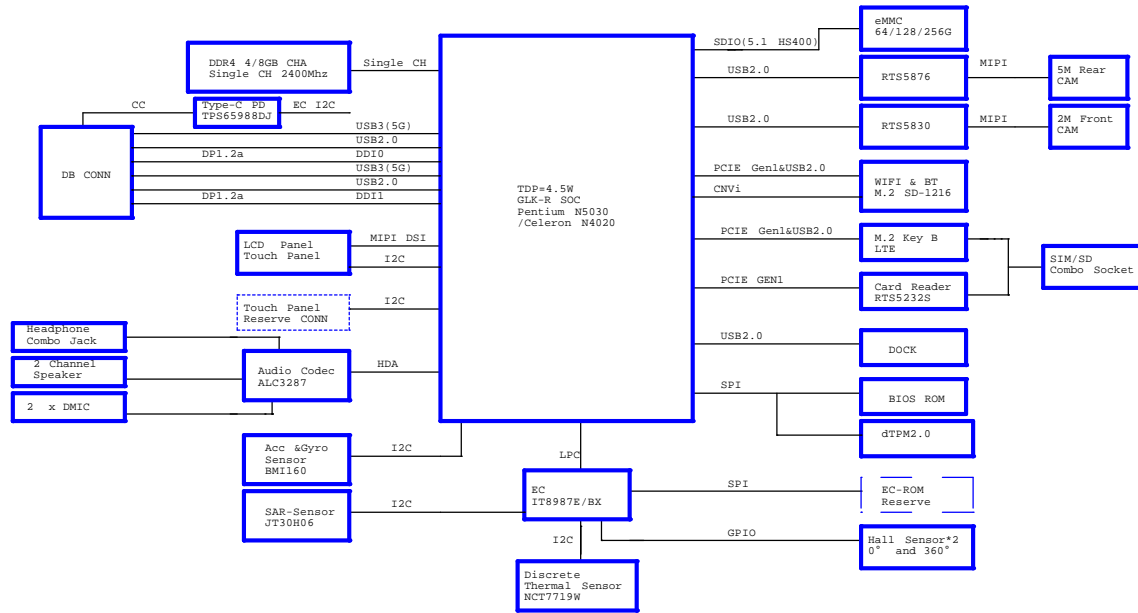 DDR4 4/8GB CHA
Single CH 2400Mhz
Single CH
CC
Type-C PD
TPS65988DJ
EC I2C
DB CONN
USB3(5G)
USB2.0
DP1.2a
DDI0
USB3(5G)
USB2.0
DP1.2a
DDI1
LCD Panel
Touch Panel
MIPI DSI
I2C
Touch Panel
Reserve CONN
I2C
Headphone
Combo Jack
2 Channel
Speaker
2 x DMIC
Audio Codec
ALC3287
HDA
Acc &Gyro
Sensor
BMI160
I2C
SAR-Sensor
JT30H06
I2C
TDP=4.5W
GLK-R SOC
Pentium N5030
/Celeron N4020
LPC
EC
IT8987E/BX
I2C
Discrete
Thermal Sensor
NCT7719W
SDIO(5.1 HS400)
eMMC
64/128/256G
USB2.0
RTS5876
MIPI
5M Rear
CAM
USB2.0
RTS5830
MIPI
2M Front
CAM
PCIE Gen1&USB2.0
CNVi
WIFI & BT
M.2 SD-1216
PCIE Gen1&USB2.0
M.2 Key B
LTE
PCIE GEN1
Card Reader
RTS5232S
SIM/SD
Combo Socket
USB2.0
DOCK
SPI
BIOS ROM
dTPM2.0
SPI
EC-ROM
Reserve
GPIO
Hall Sensor*2
0° and 360°